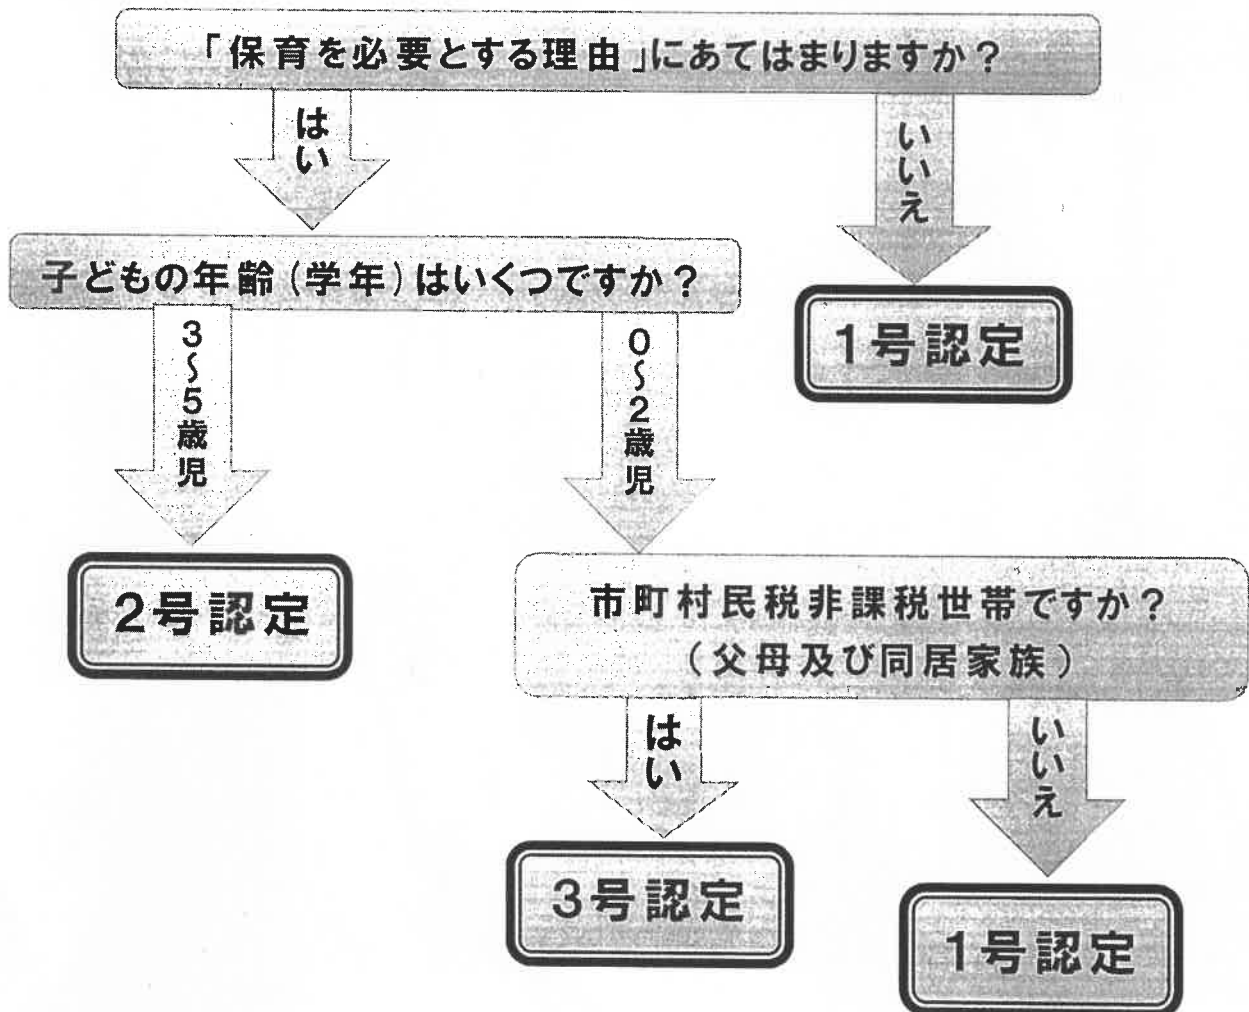 「保育を必要とする理由」にあてはまりますか？
はい
いいえ
子どもの年齢(学年)はいくつですか？
1号認定
3～5歳児
0～2歳児
2号認定
市町村民税非課税世帯ですか？
(父母及び同居家族)
はい
いいえ
3号認定
1号認定